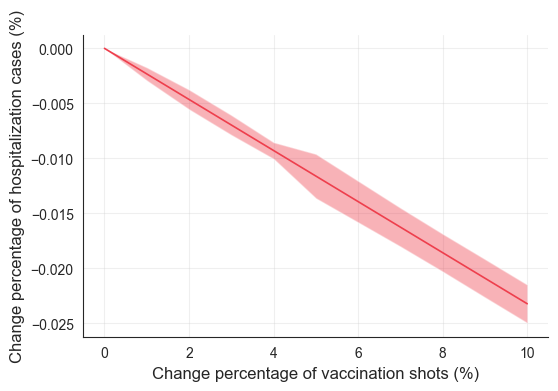 Change percentage of hospitalization cases (%)
0.000
−0.005
−0.010
−0.015
−0.020
−0.025
0 2 4 6 8 10
Change percentage of vaccination shots (%)